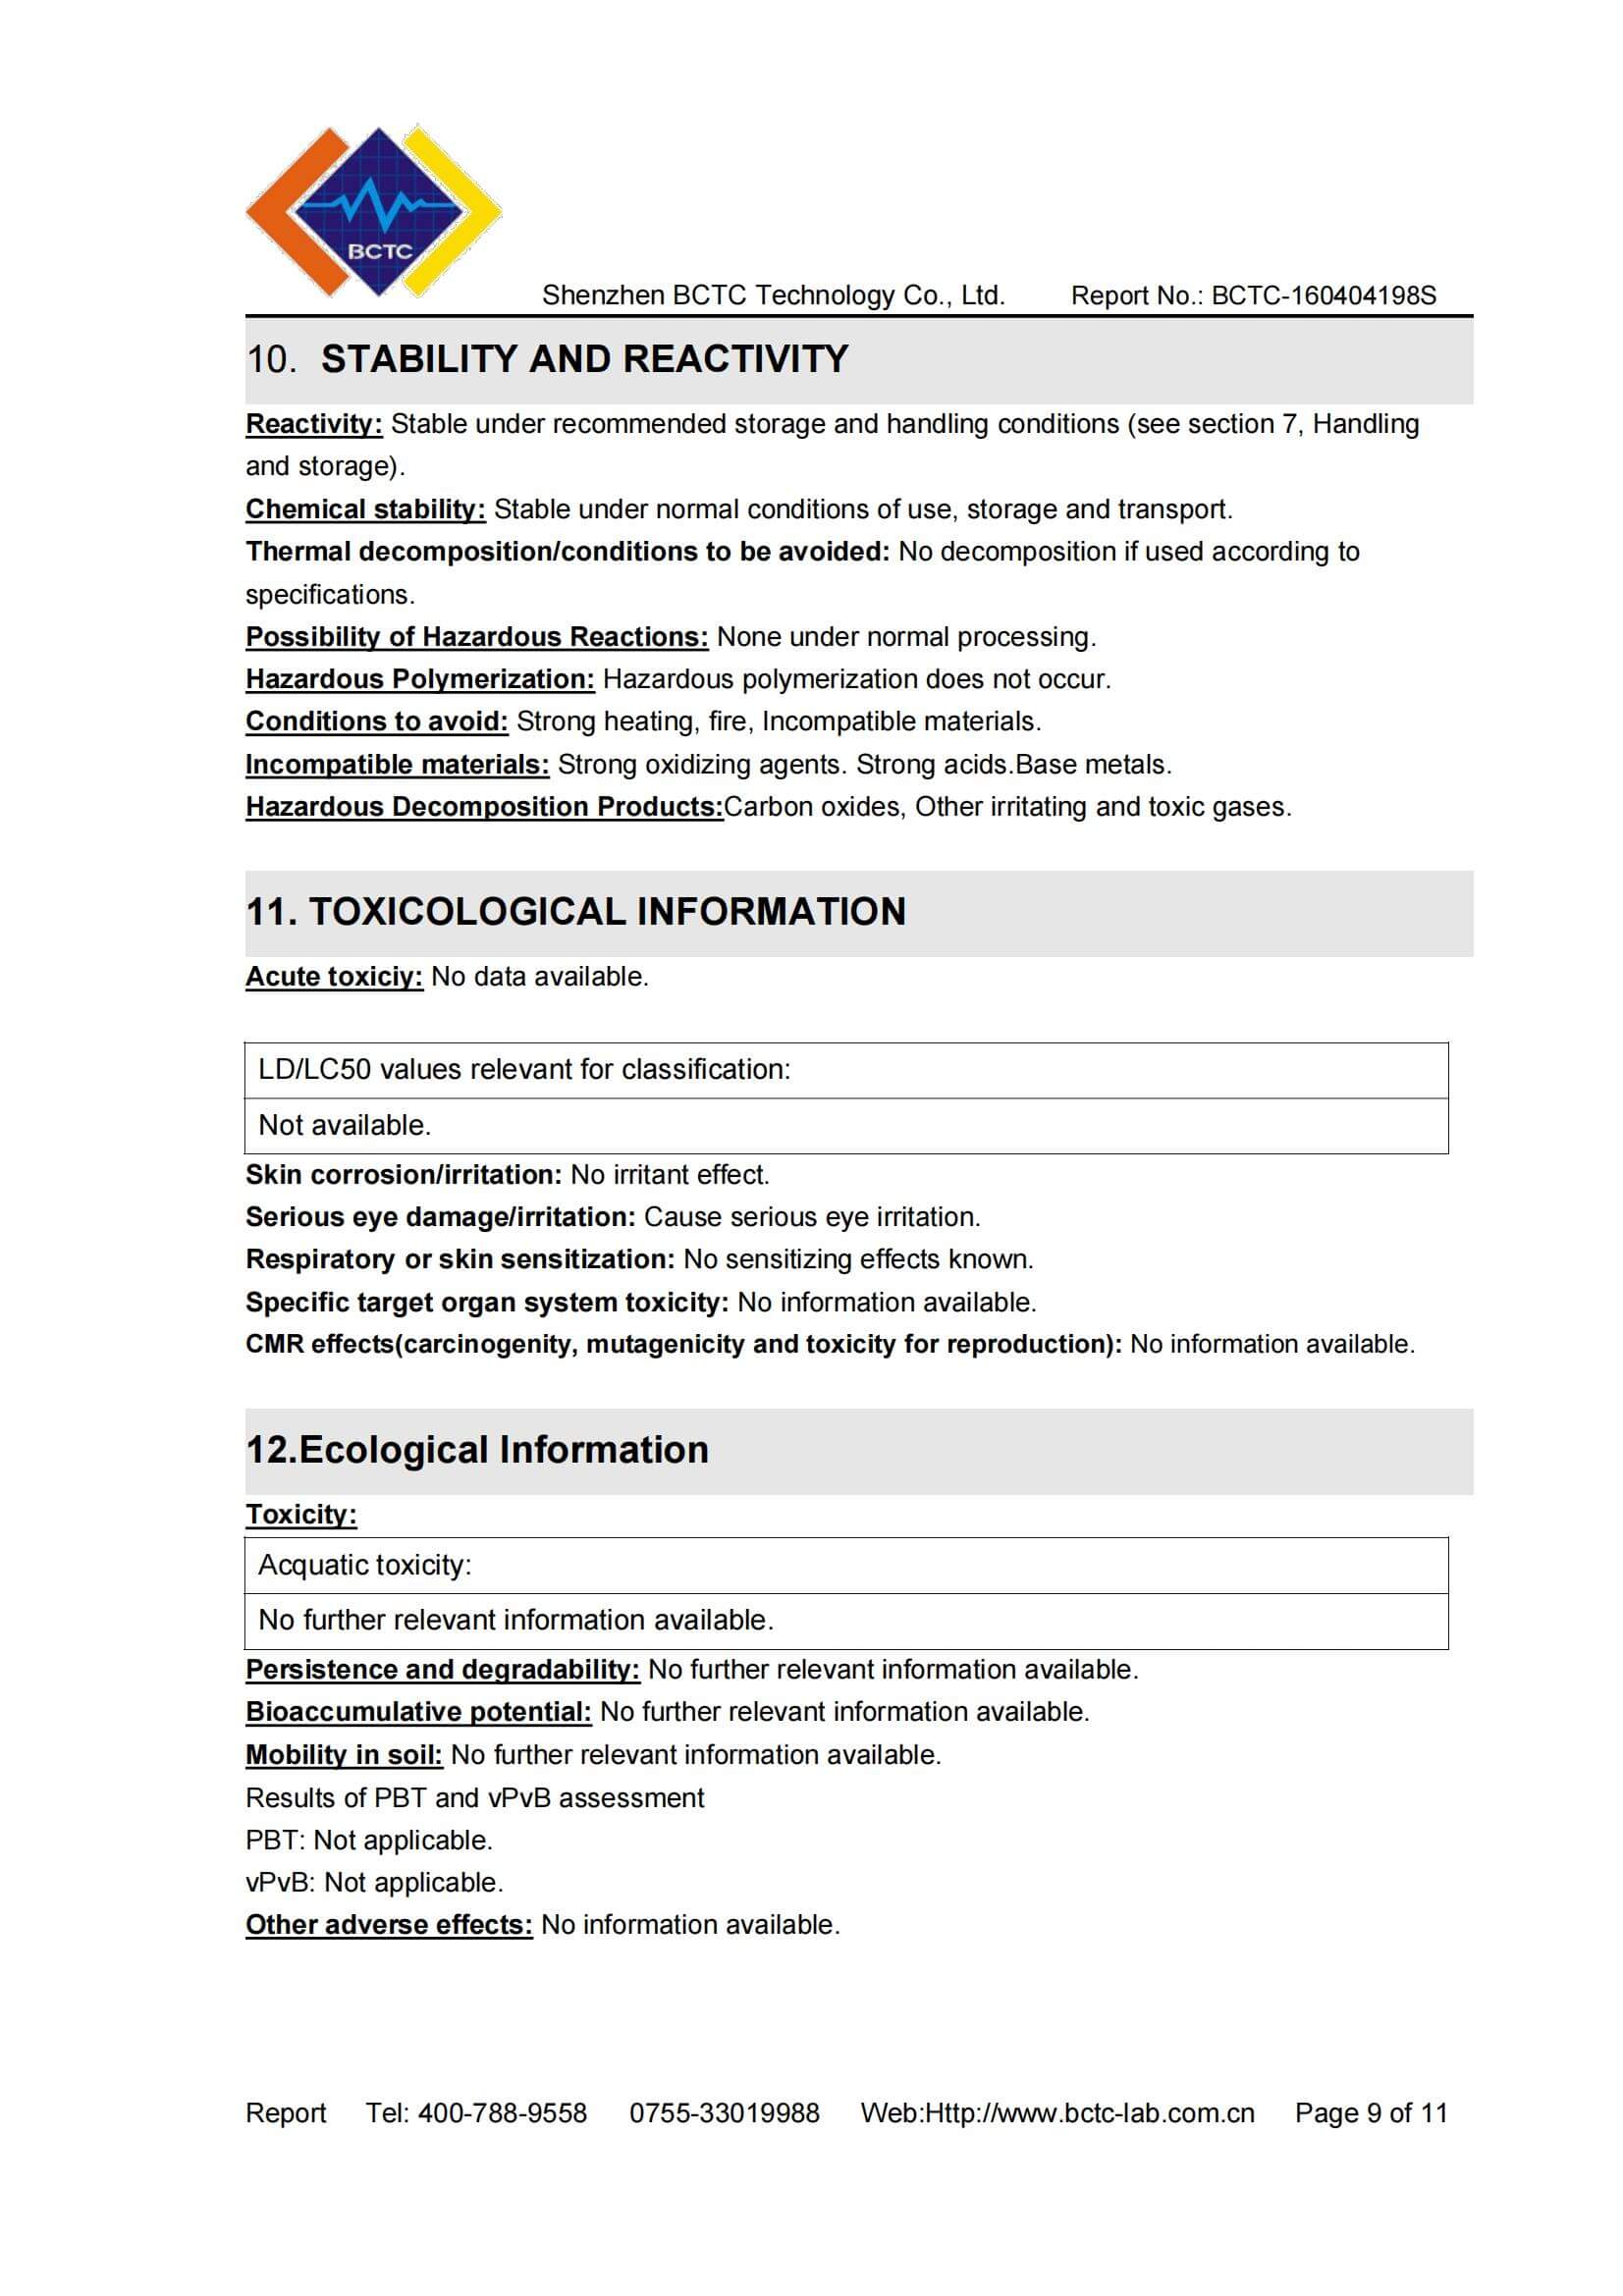 BCTC
Shenzhen BCTC Technology Co., Ltd. Report No.: BCTC-160404198S
10. STABILITY AND REACTIVITY
Reactivity: Stable under recommended storage and handling conditions (see section 7, Handling
and storage).
Chemical stability: Stable under normal conditions of use, storage and transport.
Thermal decomposition/conditions to be avoided: No decomposition if used according to
specifications.
Possibility of Hazardous Reactions: None under normal processing.
Hazardous Polymerization: Hazardous polymerization does not occur.
Conditions to avoid: Strong heating, fire, Incompatible materials.
Incompatible materials: Strong oxidizing agents. Strong acids.Base metals.
Hazardous Decomposition Products:Carbon oxides, Other irritating and toxic gases.
11. TOXICOLOGICAL INFORMATION
Acute toxiciy: No data available.
LD/LC50 values relevant for classification:
Not available.
Skin corrosion/irritation: No irritant effect.
Serious eye damage/irritation: Cause serious eye irritation.
Respiratory or skin sensitization: No sensitizing effects known.
Specific target organ system toxicity: No information available.
CMR effects(carcinogenity, mutagenicity and toxicity for reproduction): No information available.
12.Ecological Information
Toxicity:
Acquatic toxicity:
No further relevant information available.
Persistence and degradability: No further relevant information available.
Bioaccumulative potential: No further relevant information available.
Mobility in soil: No further relevant information available.
Results of PBT and vPvB assessment
PBT: Not applicable.
vPvB: Not applicable.
Other adverse effects: No information available.
Report Tel: 400-788-9558 0755-33019988 Web:Http://www.bctc-lab.com.cn Page 9 of 11